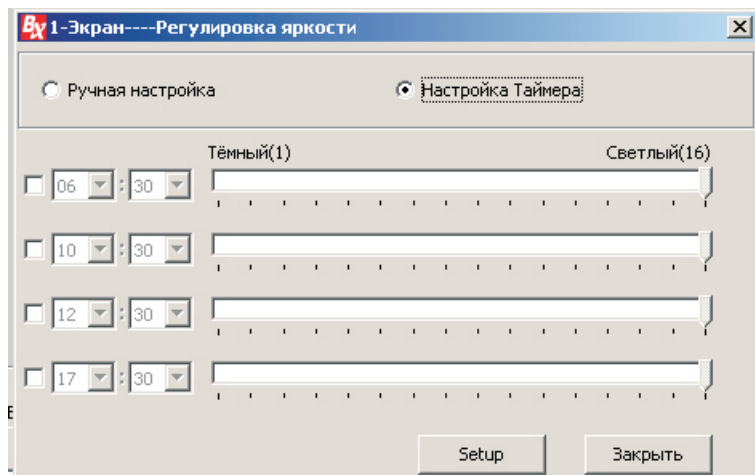 BX 1-Экран----Регулировка яркости
Ручная настройка Настройка Таймера
Тёмный(1) Светлый(16)
06 : 30
10 : 30
12 : 30
17 : 30
Setup Закрыть